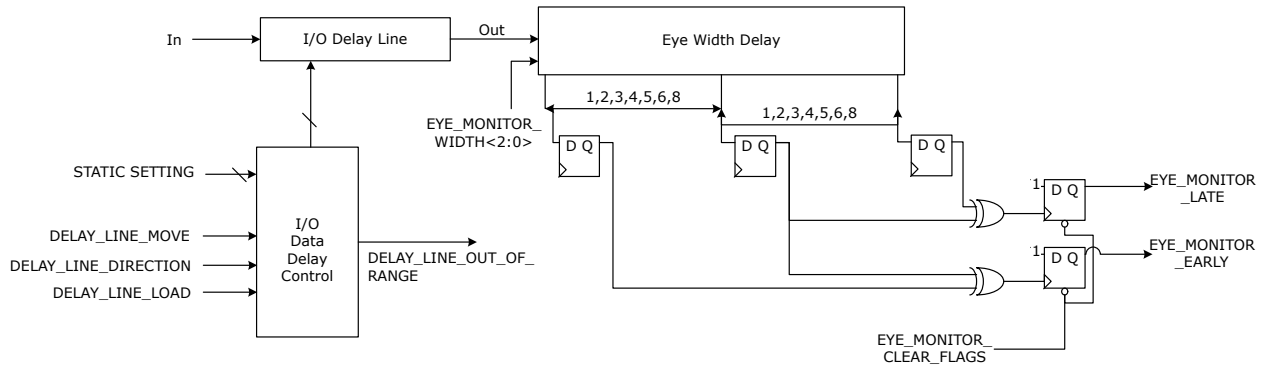 In
I/O Delay Line
Out
Eye Width Delay
EYE_MONITOR_
WIDTH<2:0>
1,2,3,4,5,6,8
1,2,3,4,5,6,8
D Q
D Q
D Q
STATIC SETTING
DELAY_LINE_MOVE
DELAY_LINE_DIRECTION
DELAY_LINE_LOAD
I/O
Data
Delay
Control
DELAY_LINE_OUT_OF_
RANGE
1
D Q
EYE_MONITOR
_LATE
1
D Q
EYE_MONITOR
_EARLY
EYE_MONITOR_
CLEAR_FLAGS